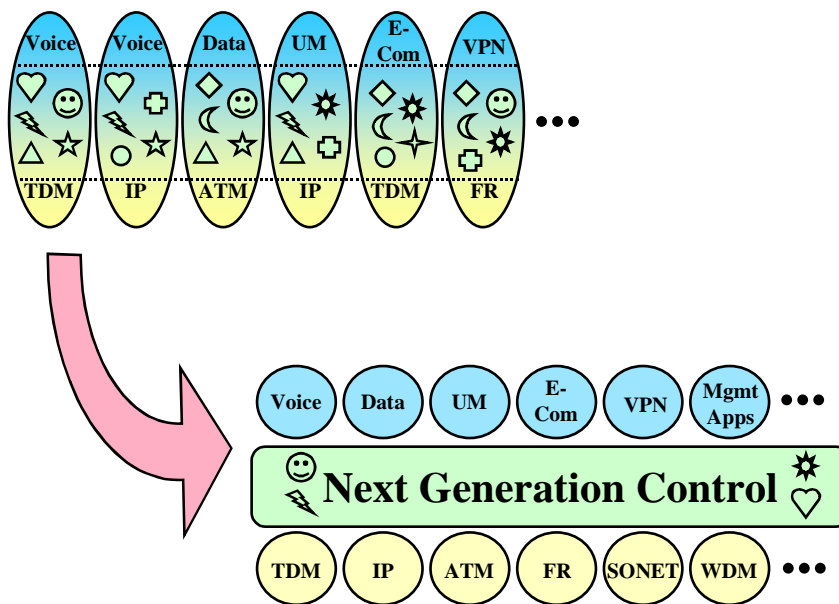 Voice Voice Data UM E-Com VPN
TDM IP ATM IP TDM FR
Voice Data UM E-Com VPN Mgmt Apps
Next Generation Control
TDM IP ATM FR SONET WDM